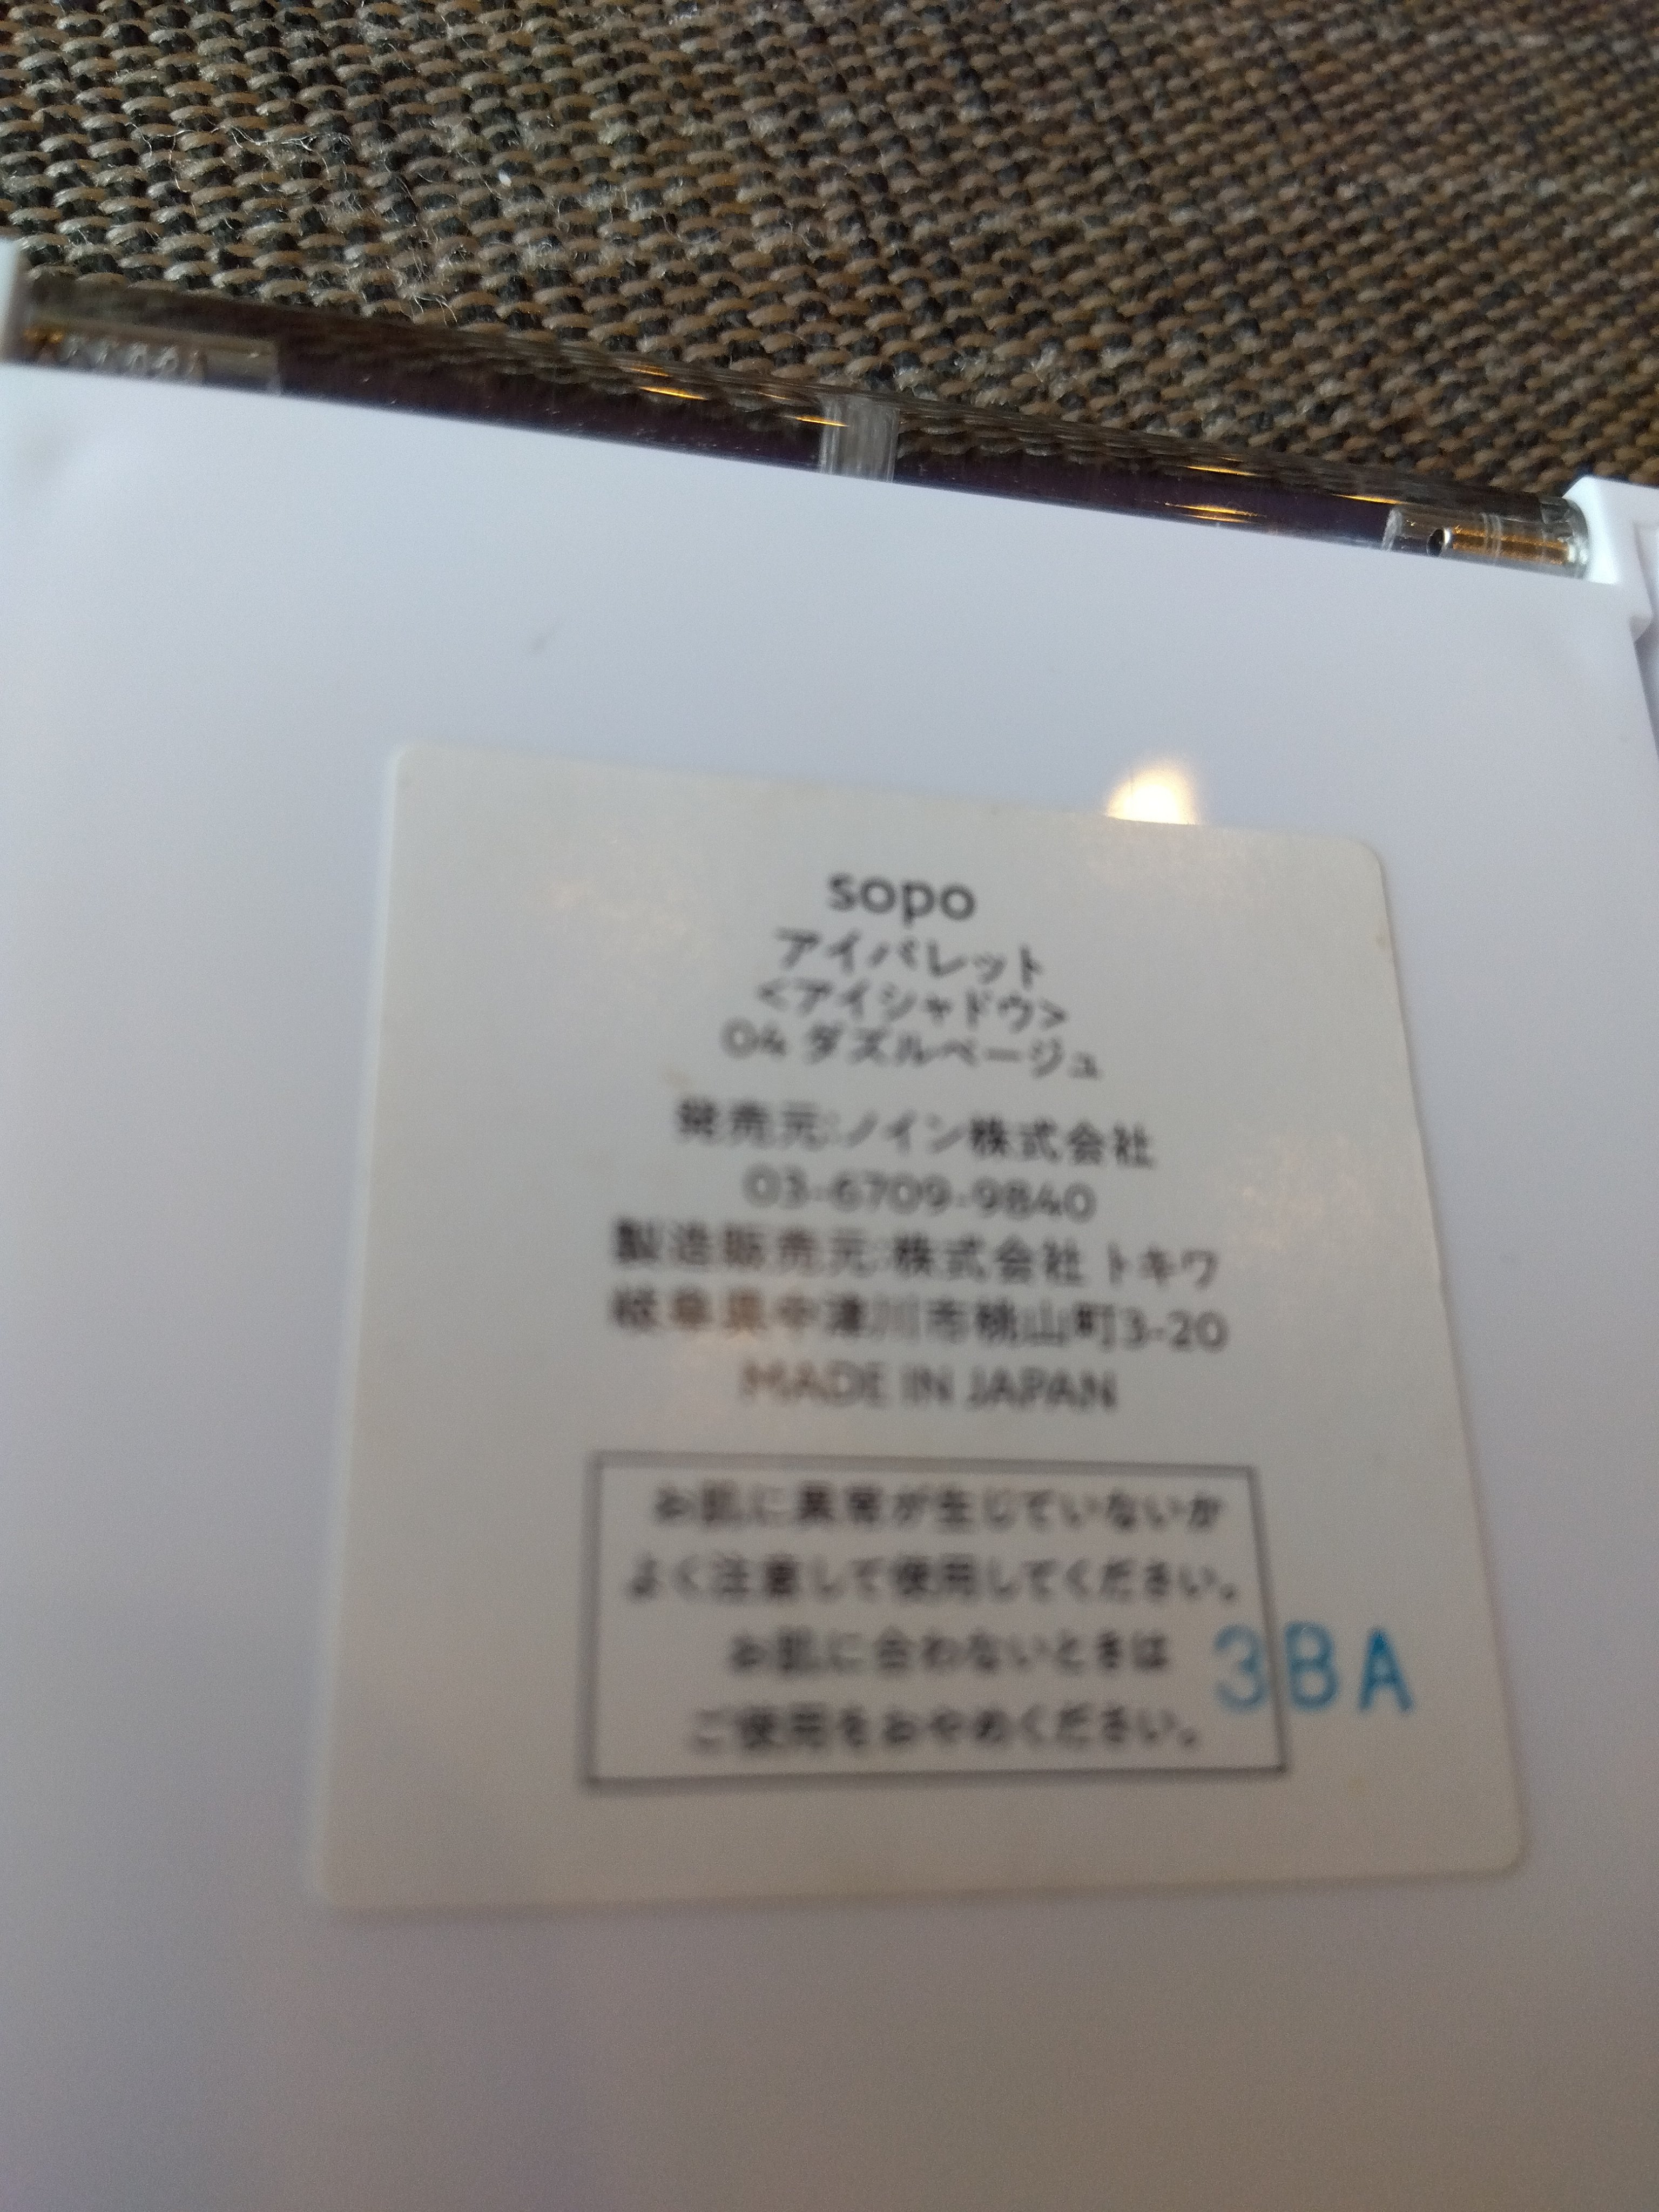 sopo
アイパレット
<アイシャドウ>
04 ダズルベージュ
発売元:ノイン株式会社
03-6709-9840
製造販売元:株式会社 トキワ
岐阜県中津川市桃山町3-20
MADE IN JAPAN
お肌に異常が生じていないか
よく注意して使用してください。
お肌に合わないときは
ご使用をおやめください。
3BA